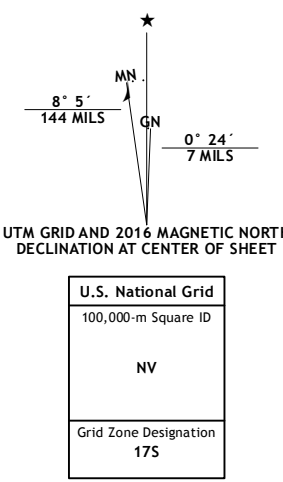 MN
8° 5´
144 MILS
GN
0° 24´
7 MILS
UTM GRID AND 2016 MAGNETIC NORT
DECLINATION AT CENTER OF SHEET
U.S. National Grid
100,000-m Square ID
NV
Grid Zone Designation
17S